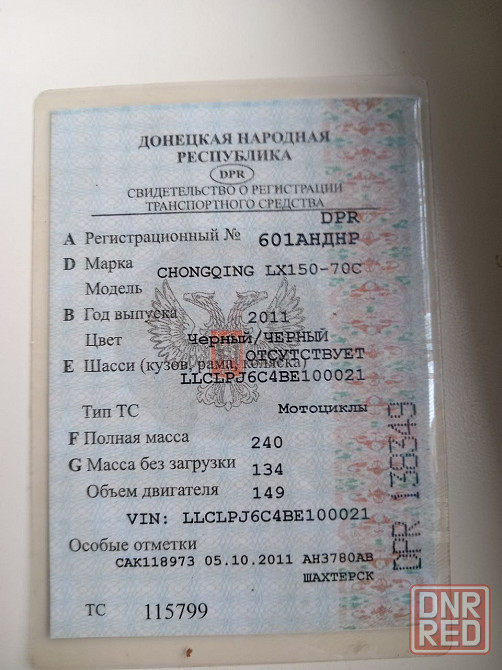 ДОНЕЦКАЯ НАРОДНАЯ
РЕСПУБЛИКА
DPR
СВИДЕТЕЛЬСТВО О РЕГИСТРАЦИИ
ТРАНСПОРТНОГО СРЕДСТВА
DPR
A Регистрационный № 601АНДНР
D Марка CHONGQING LX150-70C
Модель
B Год выпуска 2011
Цвет Черный/ЧЕРНЫЙ
ОТСУТСТВУЕТ
E Шасси (кузов, рама, коляска)
LLCLPJ6C4BE100021
Тип ТС Мотоциклы
F Полная масса 240
G Масса без загрузки 134
Объем двигателя 149
VIN: LLCLPJ6C4BE100021
Особые отметки
САК118973 05.10.2011 АН3780АВ
ШАХТЕРСК
ТС 115799
DPR 138349
DNR
RED